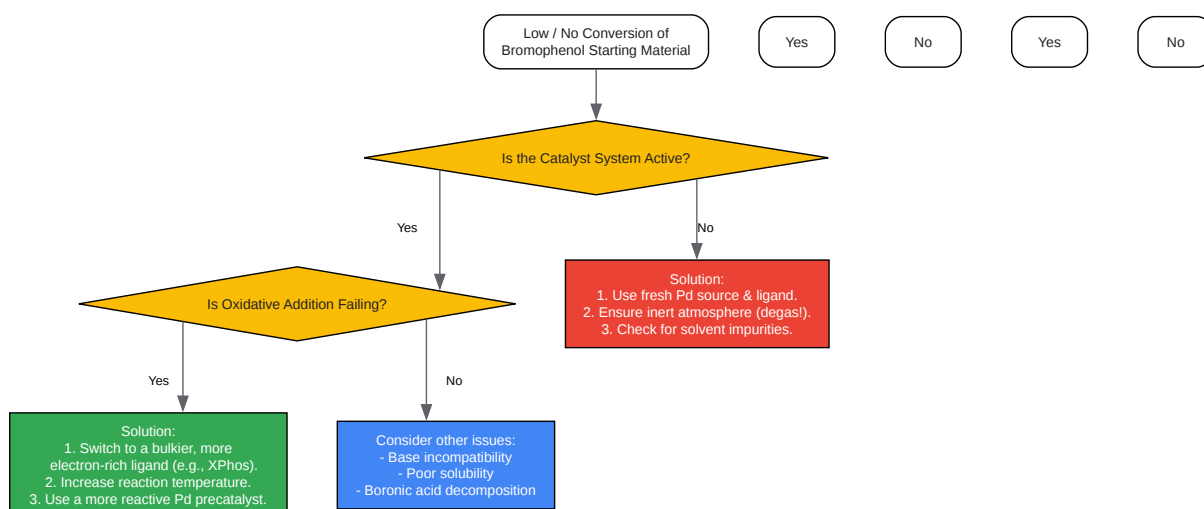 Low / No Conversion of
Bromophenol Starting Material
Yes
No
Yes
No
Is the Catalyst System Active?
Yes
No
Is Oxidative Addition Failing?
Solution:
1. Use fresh Pd source & ligand.
2. Ensure inert atmosphere (degas!).
3. Check for solvent impurities.
Yes
No
Solution:
1. Switch to a bulkier, more
electron-rich ligand (e.g., XPhos).
2. Increase reaction temperature.
3. Use a more reactive Pd precatalyst.
Consider other issues:
- Base incompatibility
- Poor solubility
- Boronic acid decomposition